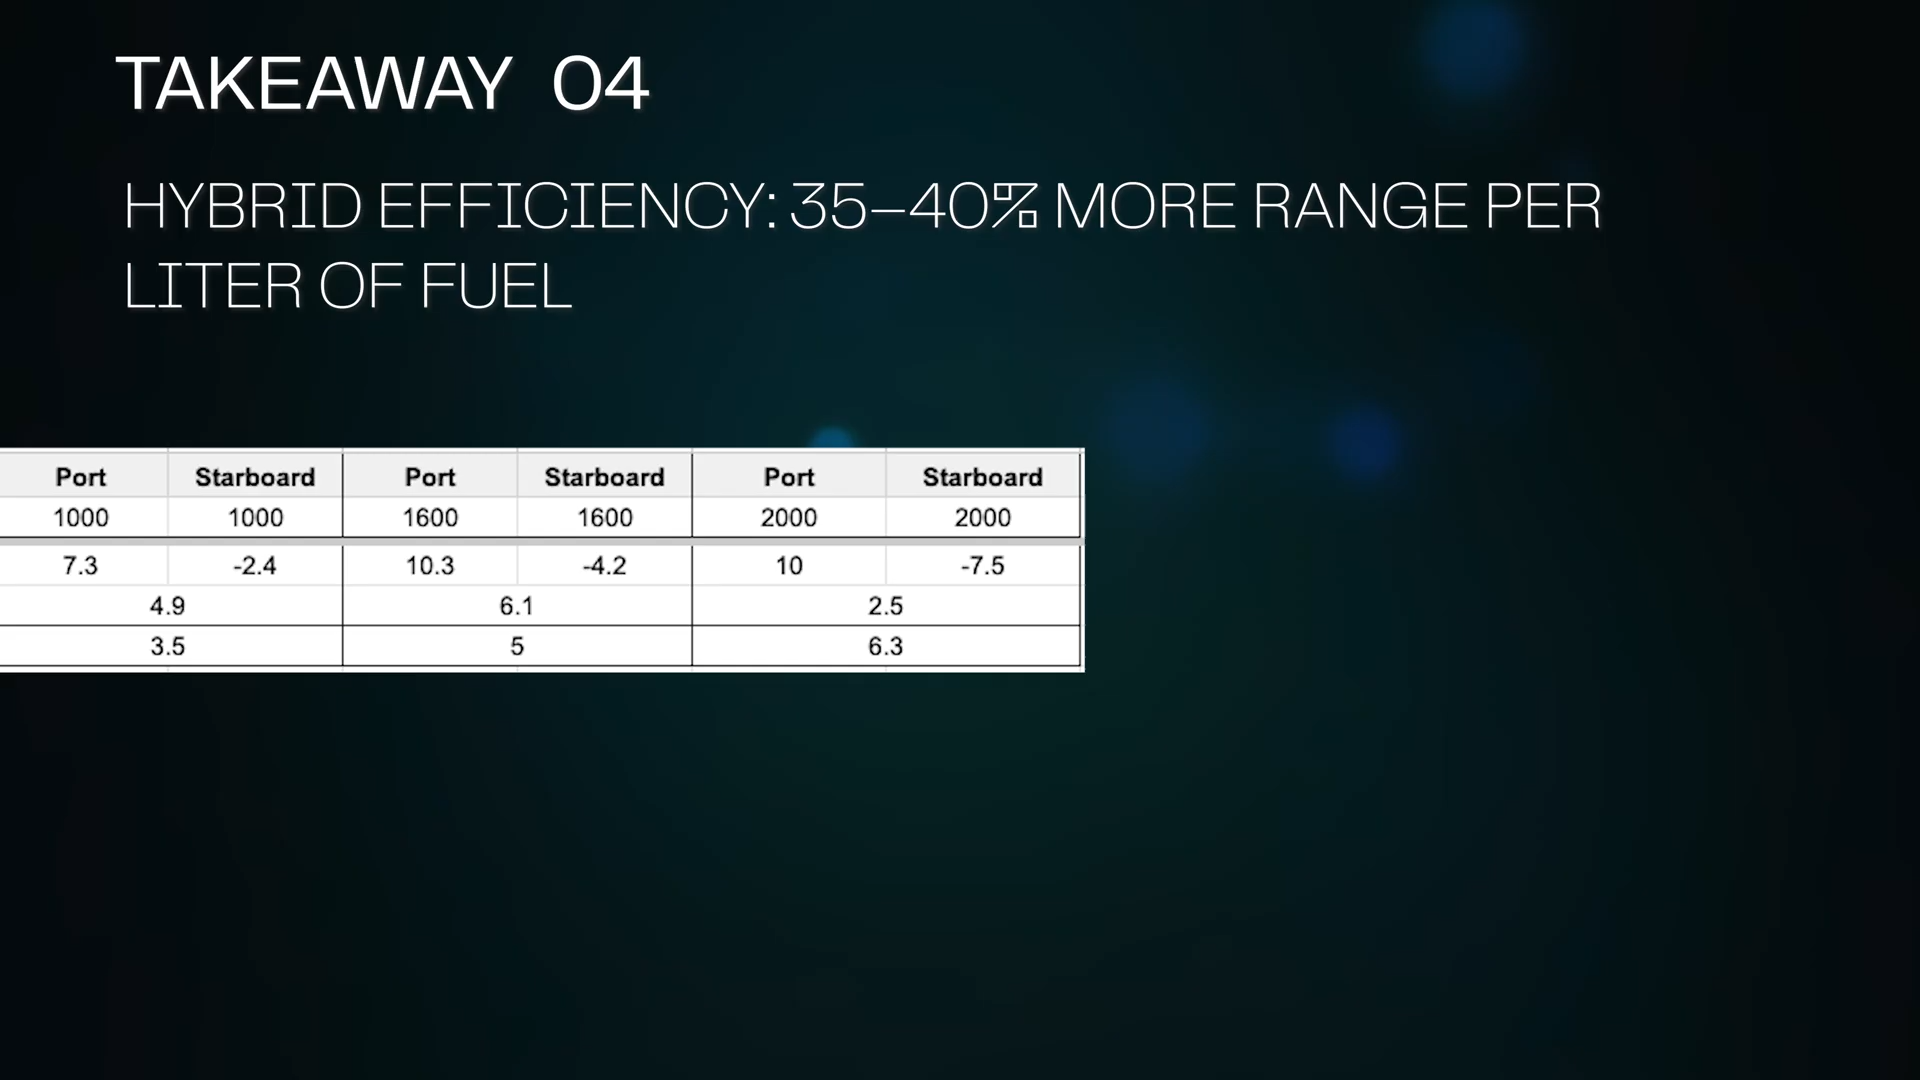 TAKEAWAY 04
HYBRID EFFICIENCY: 35–40% MORE RANGE PER
LITER OF FUEL
Port Starboard Port Starboard Port Starboard
1000 1000 1600 1600 2000 2000
7.3 -2.4 10.3 -4.2 10 -7.5
4.9 6.1 2.5
3.5 5 6.3